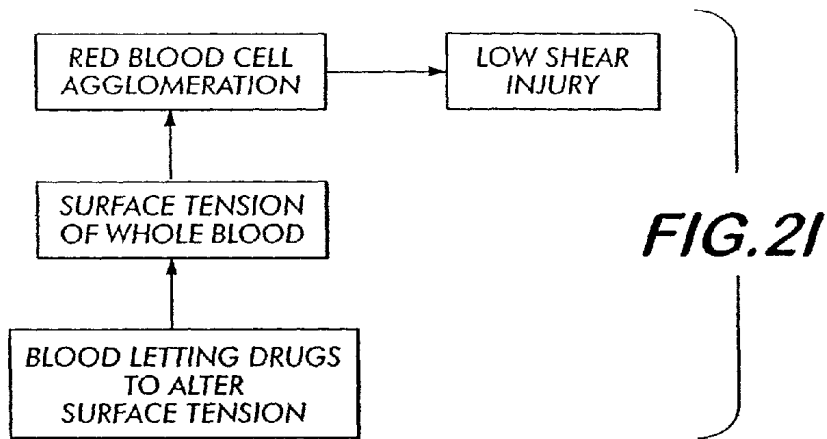 RED BLOOD CELL
AGGLOMERATION
LOW SHEAR
INJURY
SURFACE TENSION
OF WHOLE BLOOD
BLOOD LETTING DRUGS
TO ALTER
SURFACE TENSION
FIG.2I